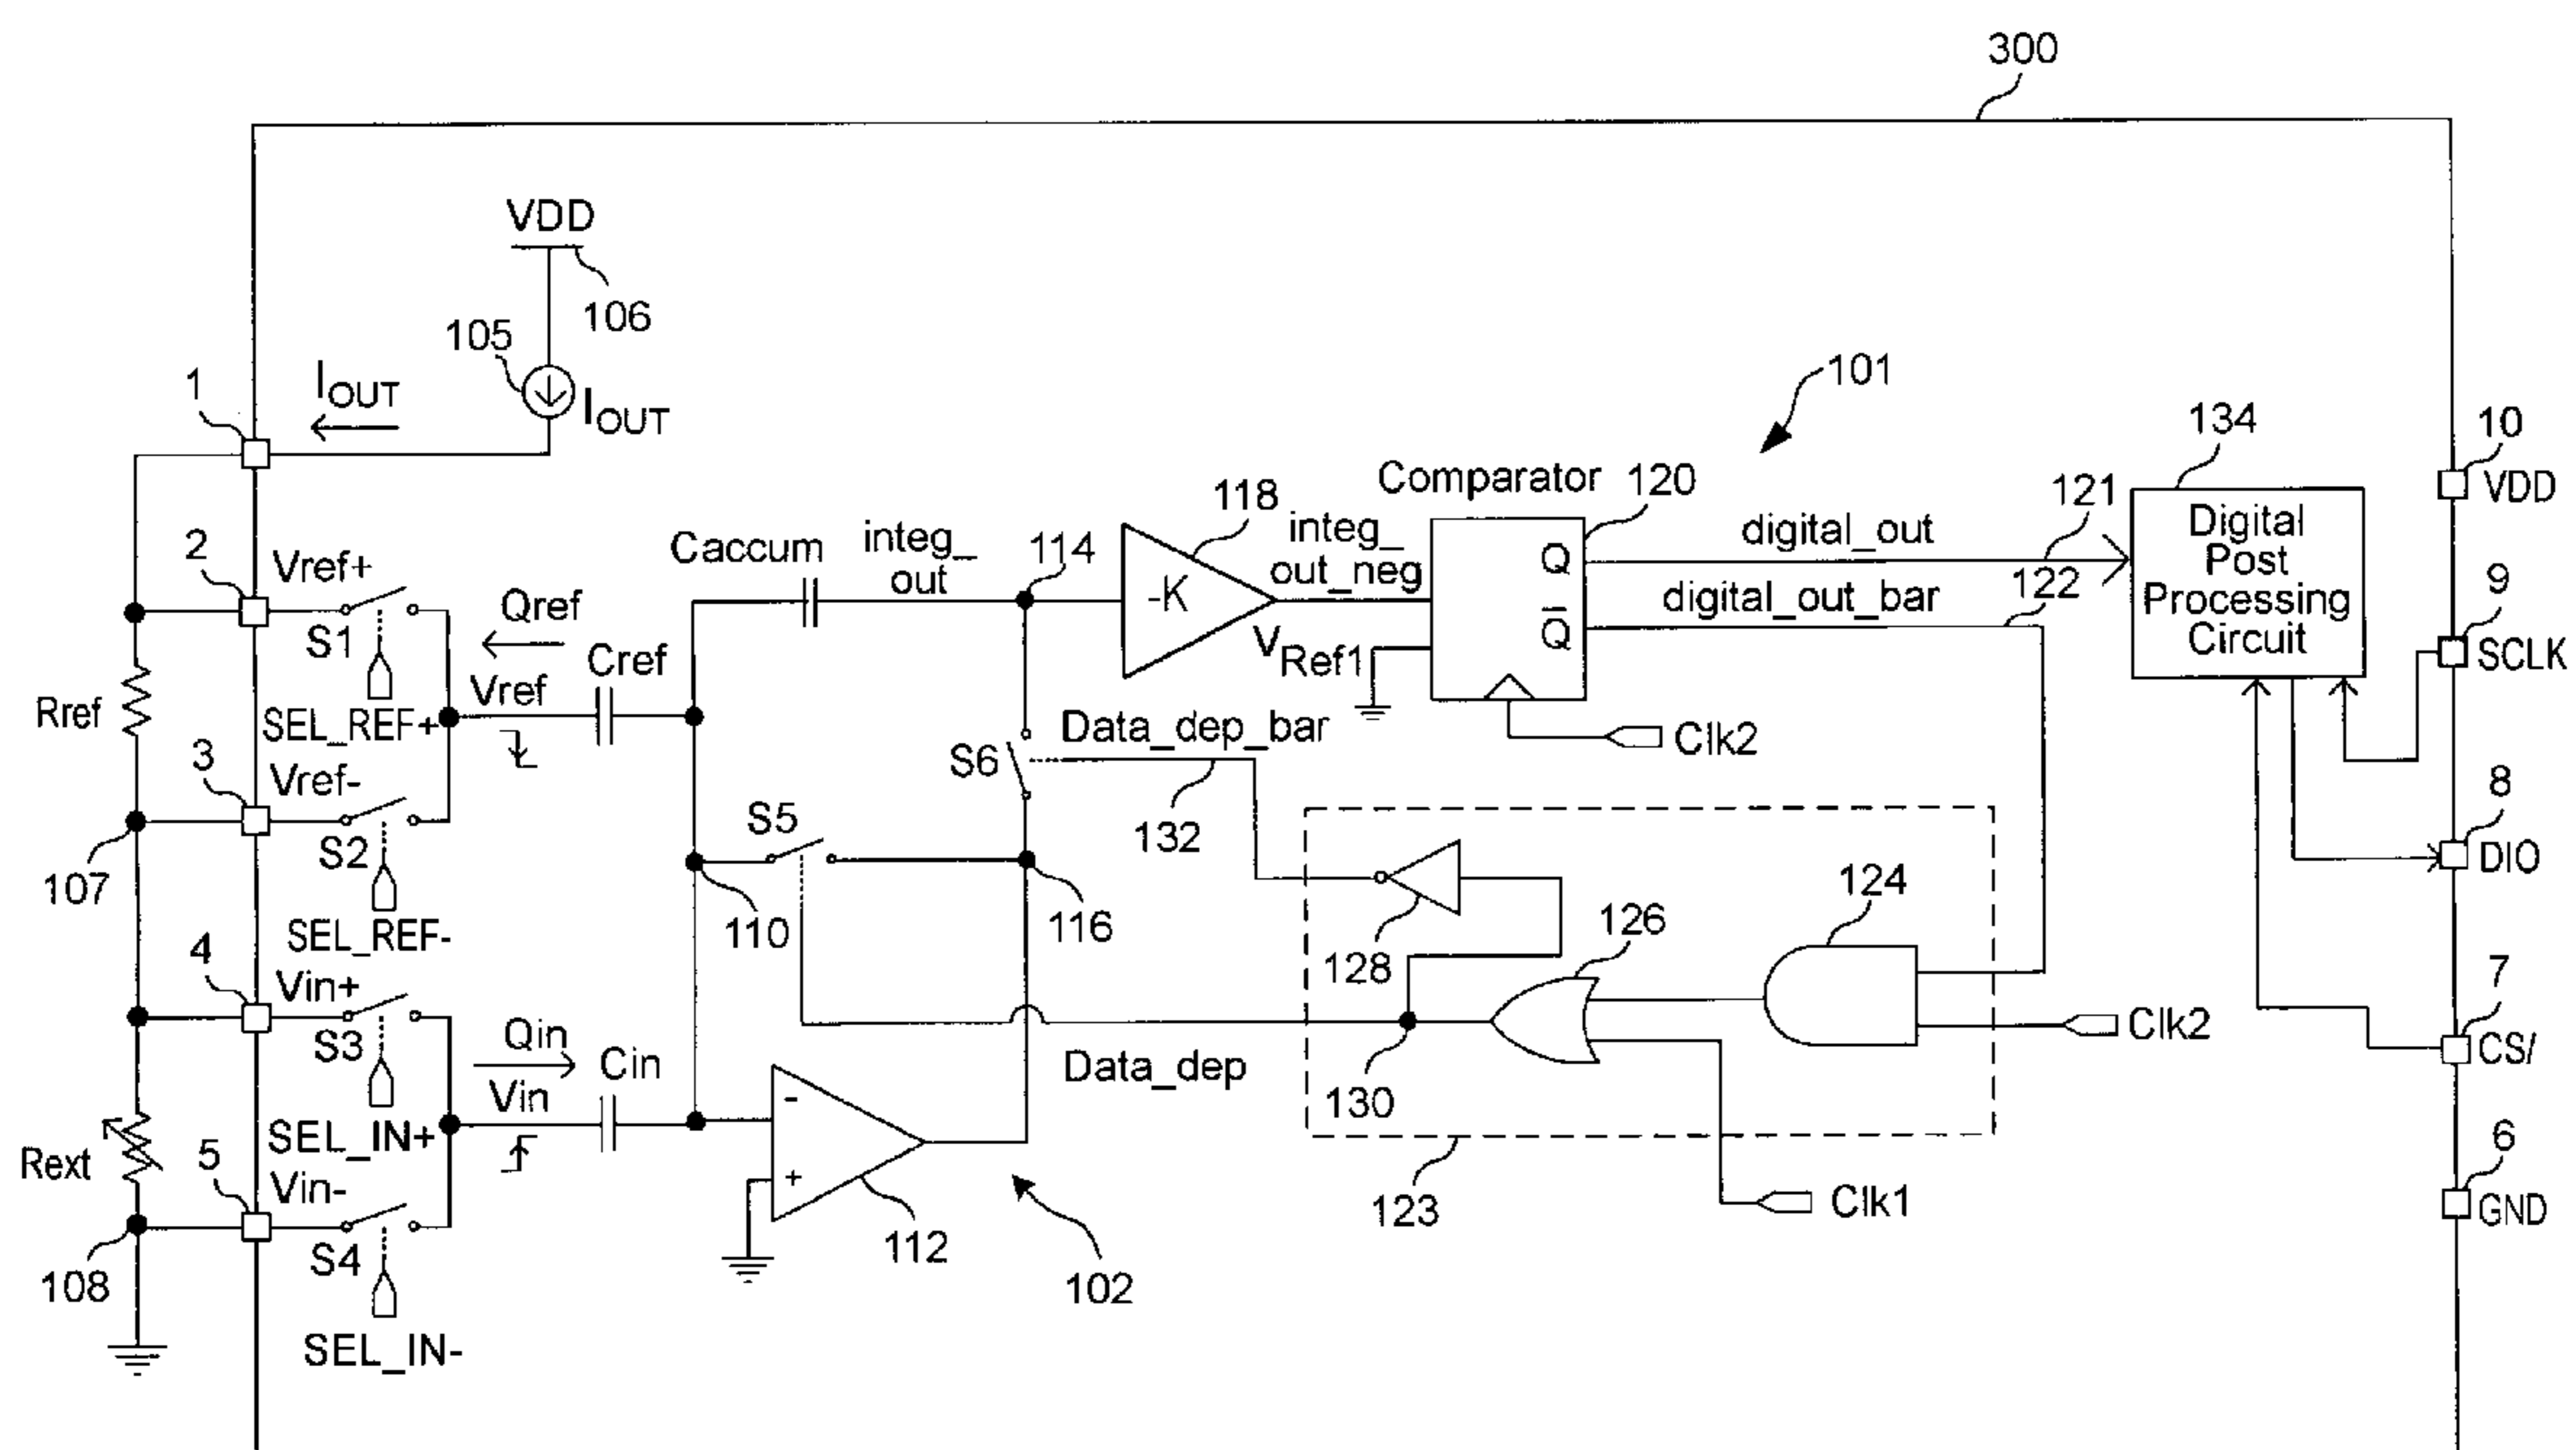 300
VDD
106
105
I OUT
I OUT
1
101
134
10
VDD
Comparator
120
118
121
digital_out
Digital
Post
Processing
Circuit
2
Vref+
Caccum
integ_
out
114
-K
integ_
out_neg
Q
Q̅
digital_out_bar
122
9
SCLK
S1
Qref
Cref
Vref
V Ref1
Rref
SEL_REF+
Data_dep_bar
Clk2
3
Vref-
S6
S5
132
8
DIO
S2
107
110
116
124
126
128
SEL_REF-
4
Vin+
7
CS/
S3
Qin
Vin
Cin
Data_dep
130
Clk2
-
+
SEL_IN+
Rext
5
Vin-
6
GND
123
Clk1
112
102
S4
108
SEL_IN-